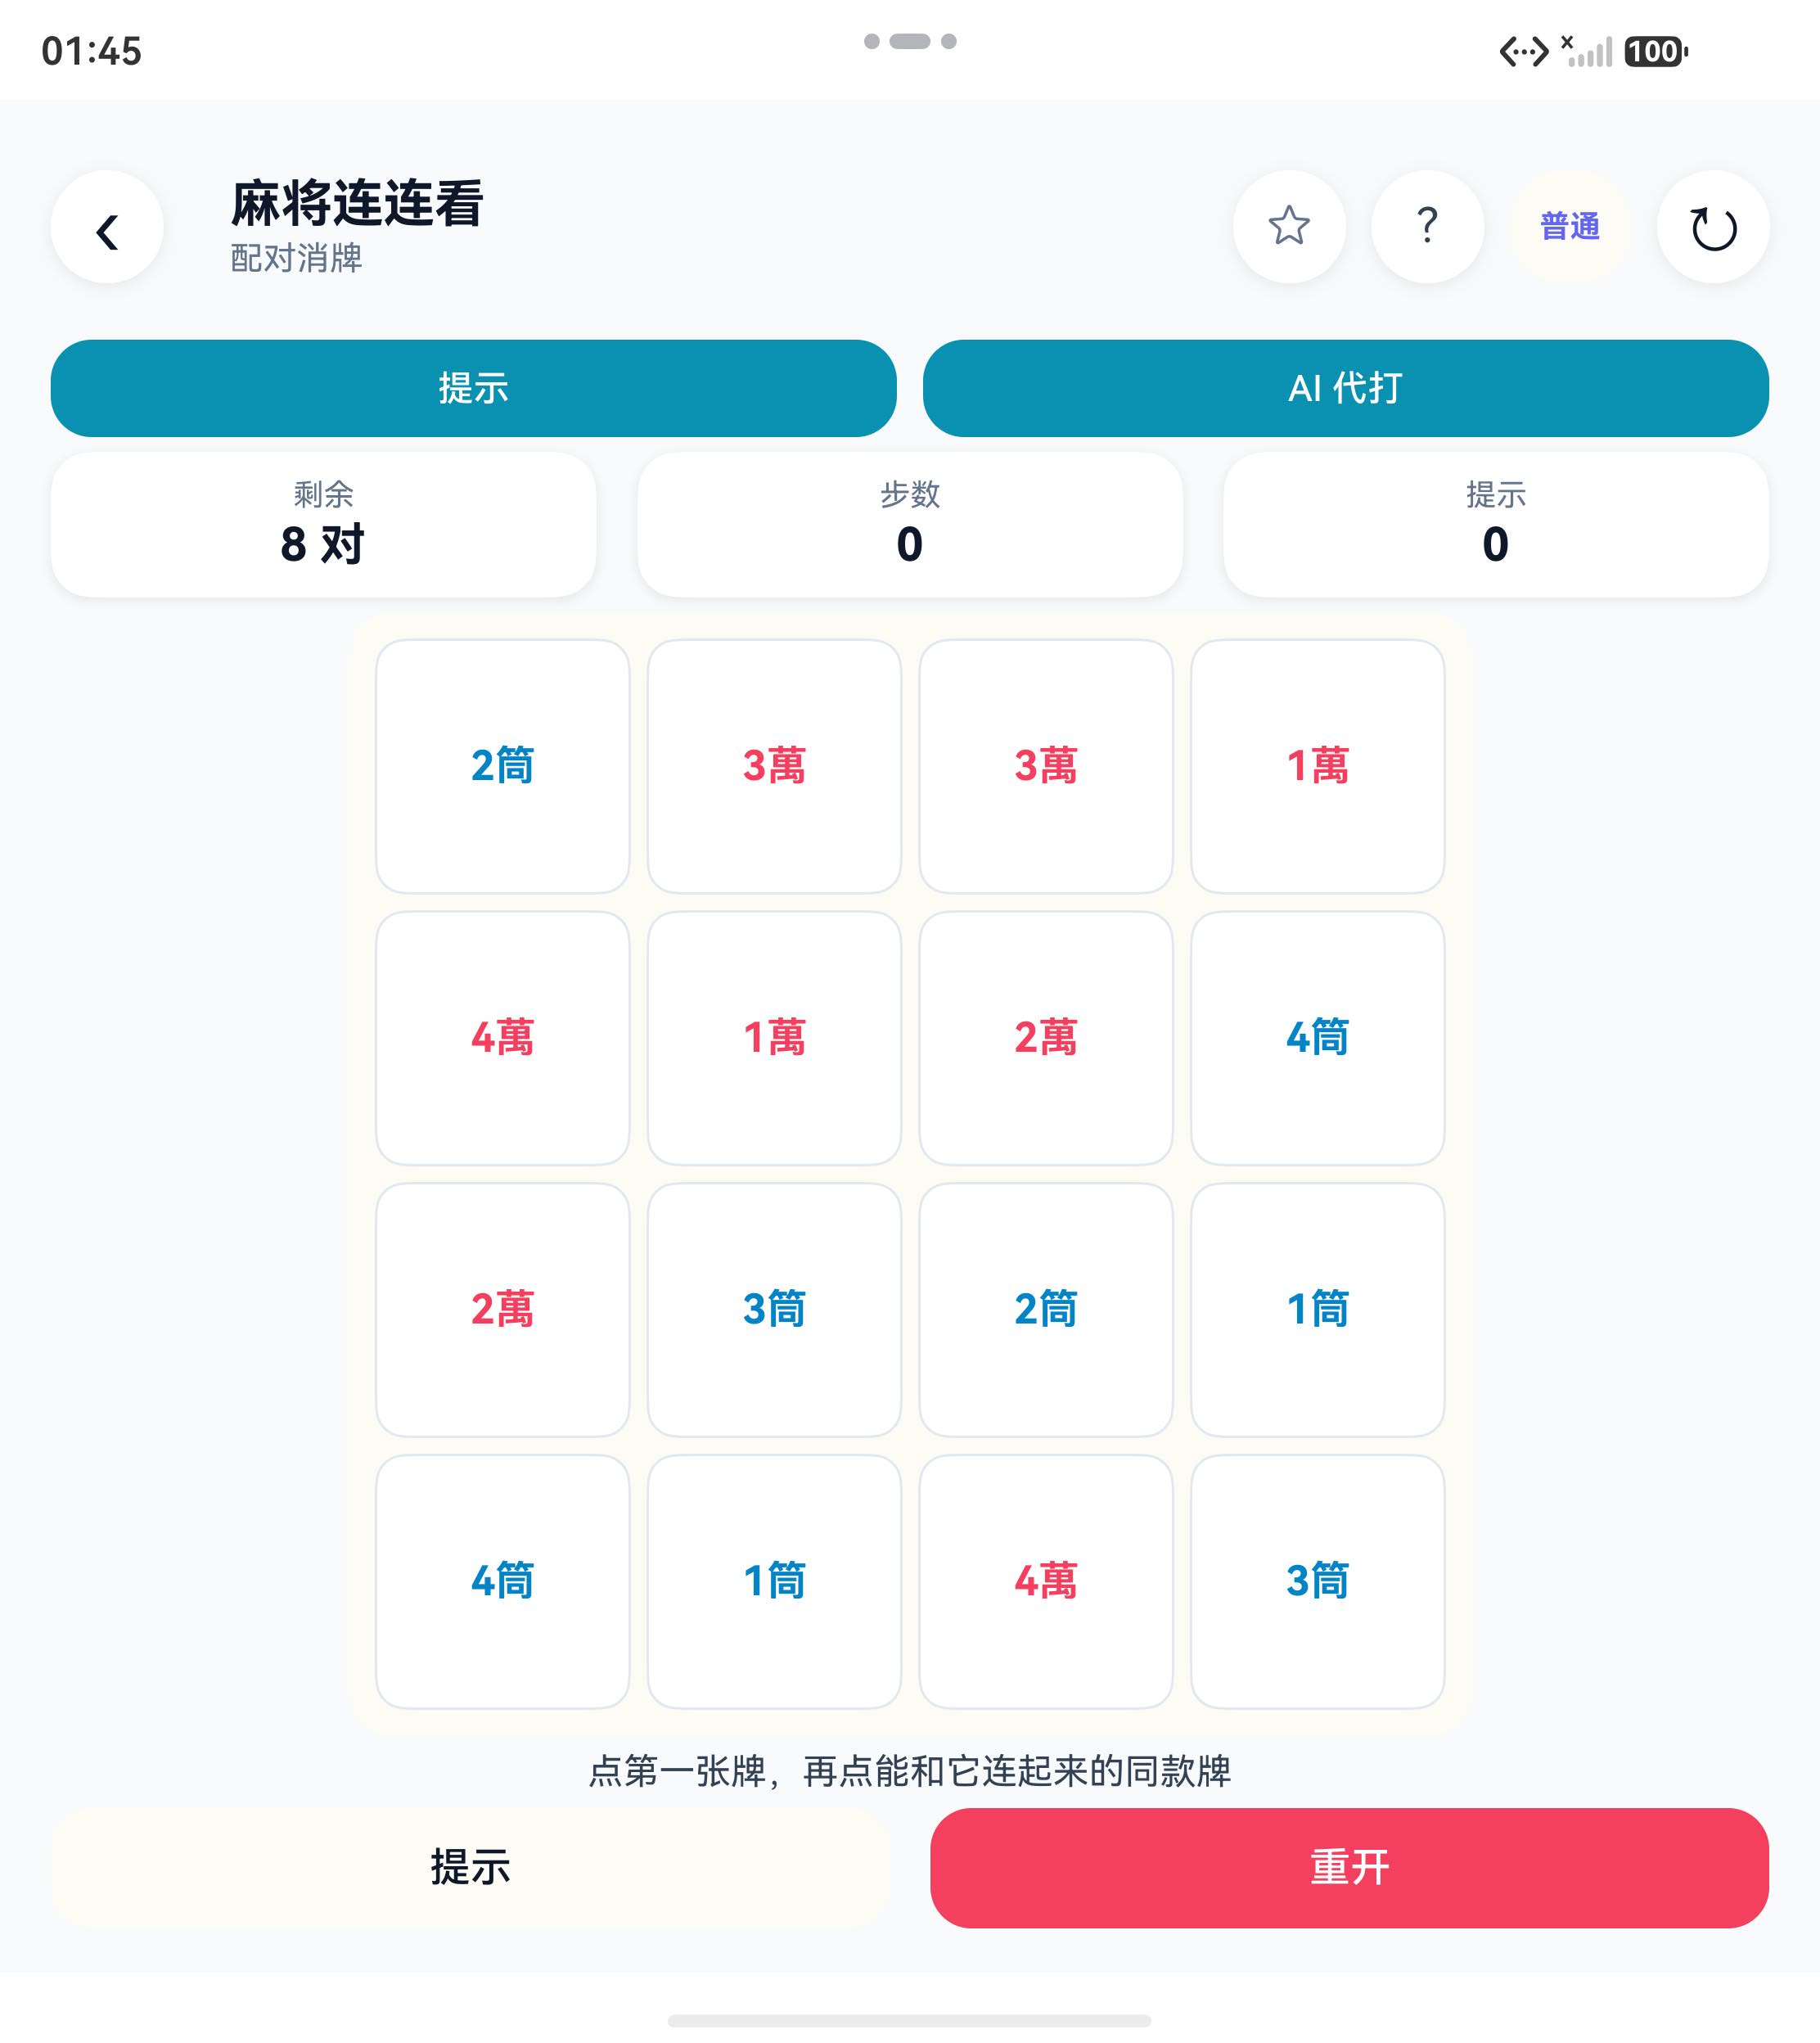 01:45
100
麻将连连看
配对消牌
?
普通
提示
AI 代打
剩余
8 对
步数
0
提示
0
2筒 3萬 3萬 1萬
4萬 1萬 2萬 4筒
2萬 3筒 2筒 1筒
4筒 1筒 4萬 3筒
点第一张牌，再点能和它连起来的同款牌
提示
重开